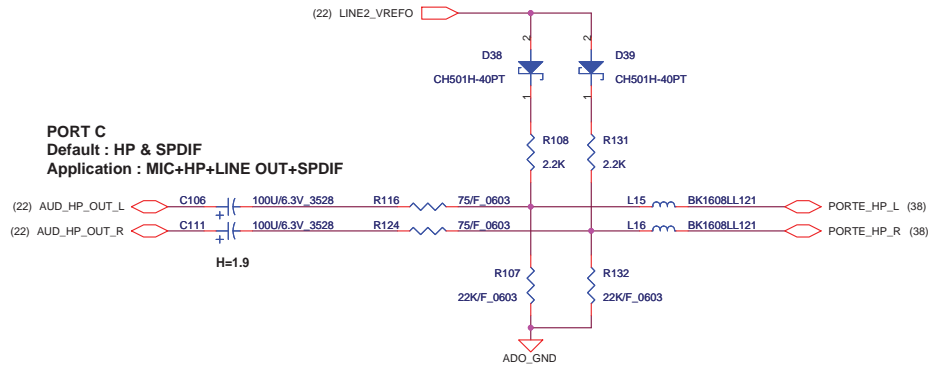 (22) LINE2_VREFO
2 2
D38 D39
CH501H-40PT CH501H-40PT
1 1
PORT C
Default : HP & SPDIF
Application : MIC+HP+LINE OUT+SPDIF
R108 R131
2.2K 2.2K
(22) AUD_HP_OUT_L C106 100U/6.3V_3528 R116 75/F_0603 L15 BK1608LL121 PORTE_HP_L (38)
+
(22) AUD_HP_OUT_R C111 100U/6.3V_3528 R124 75/F_0603 L16 BK1608LL121 PORTE_HP_R (38)
+
H=1.9
R107 R132
22K/F_0603 22K/F_0603
ADO_GND